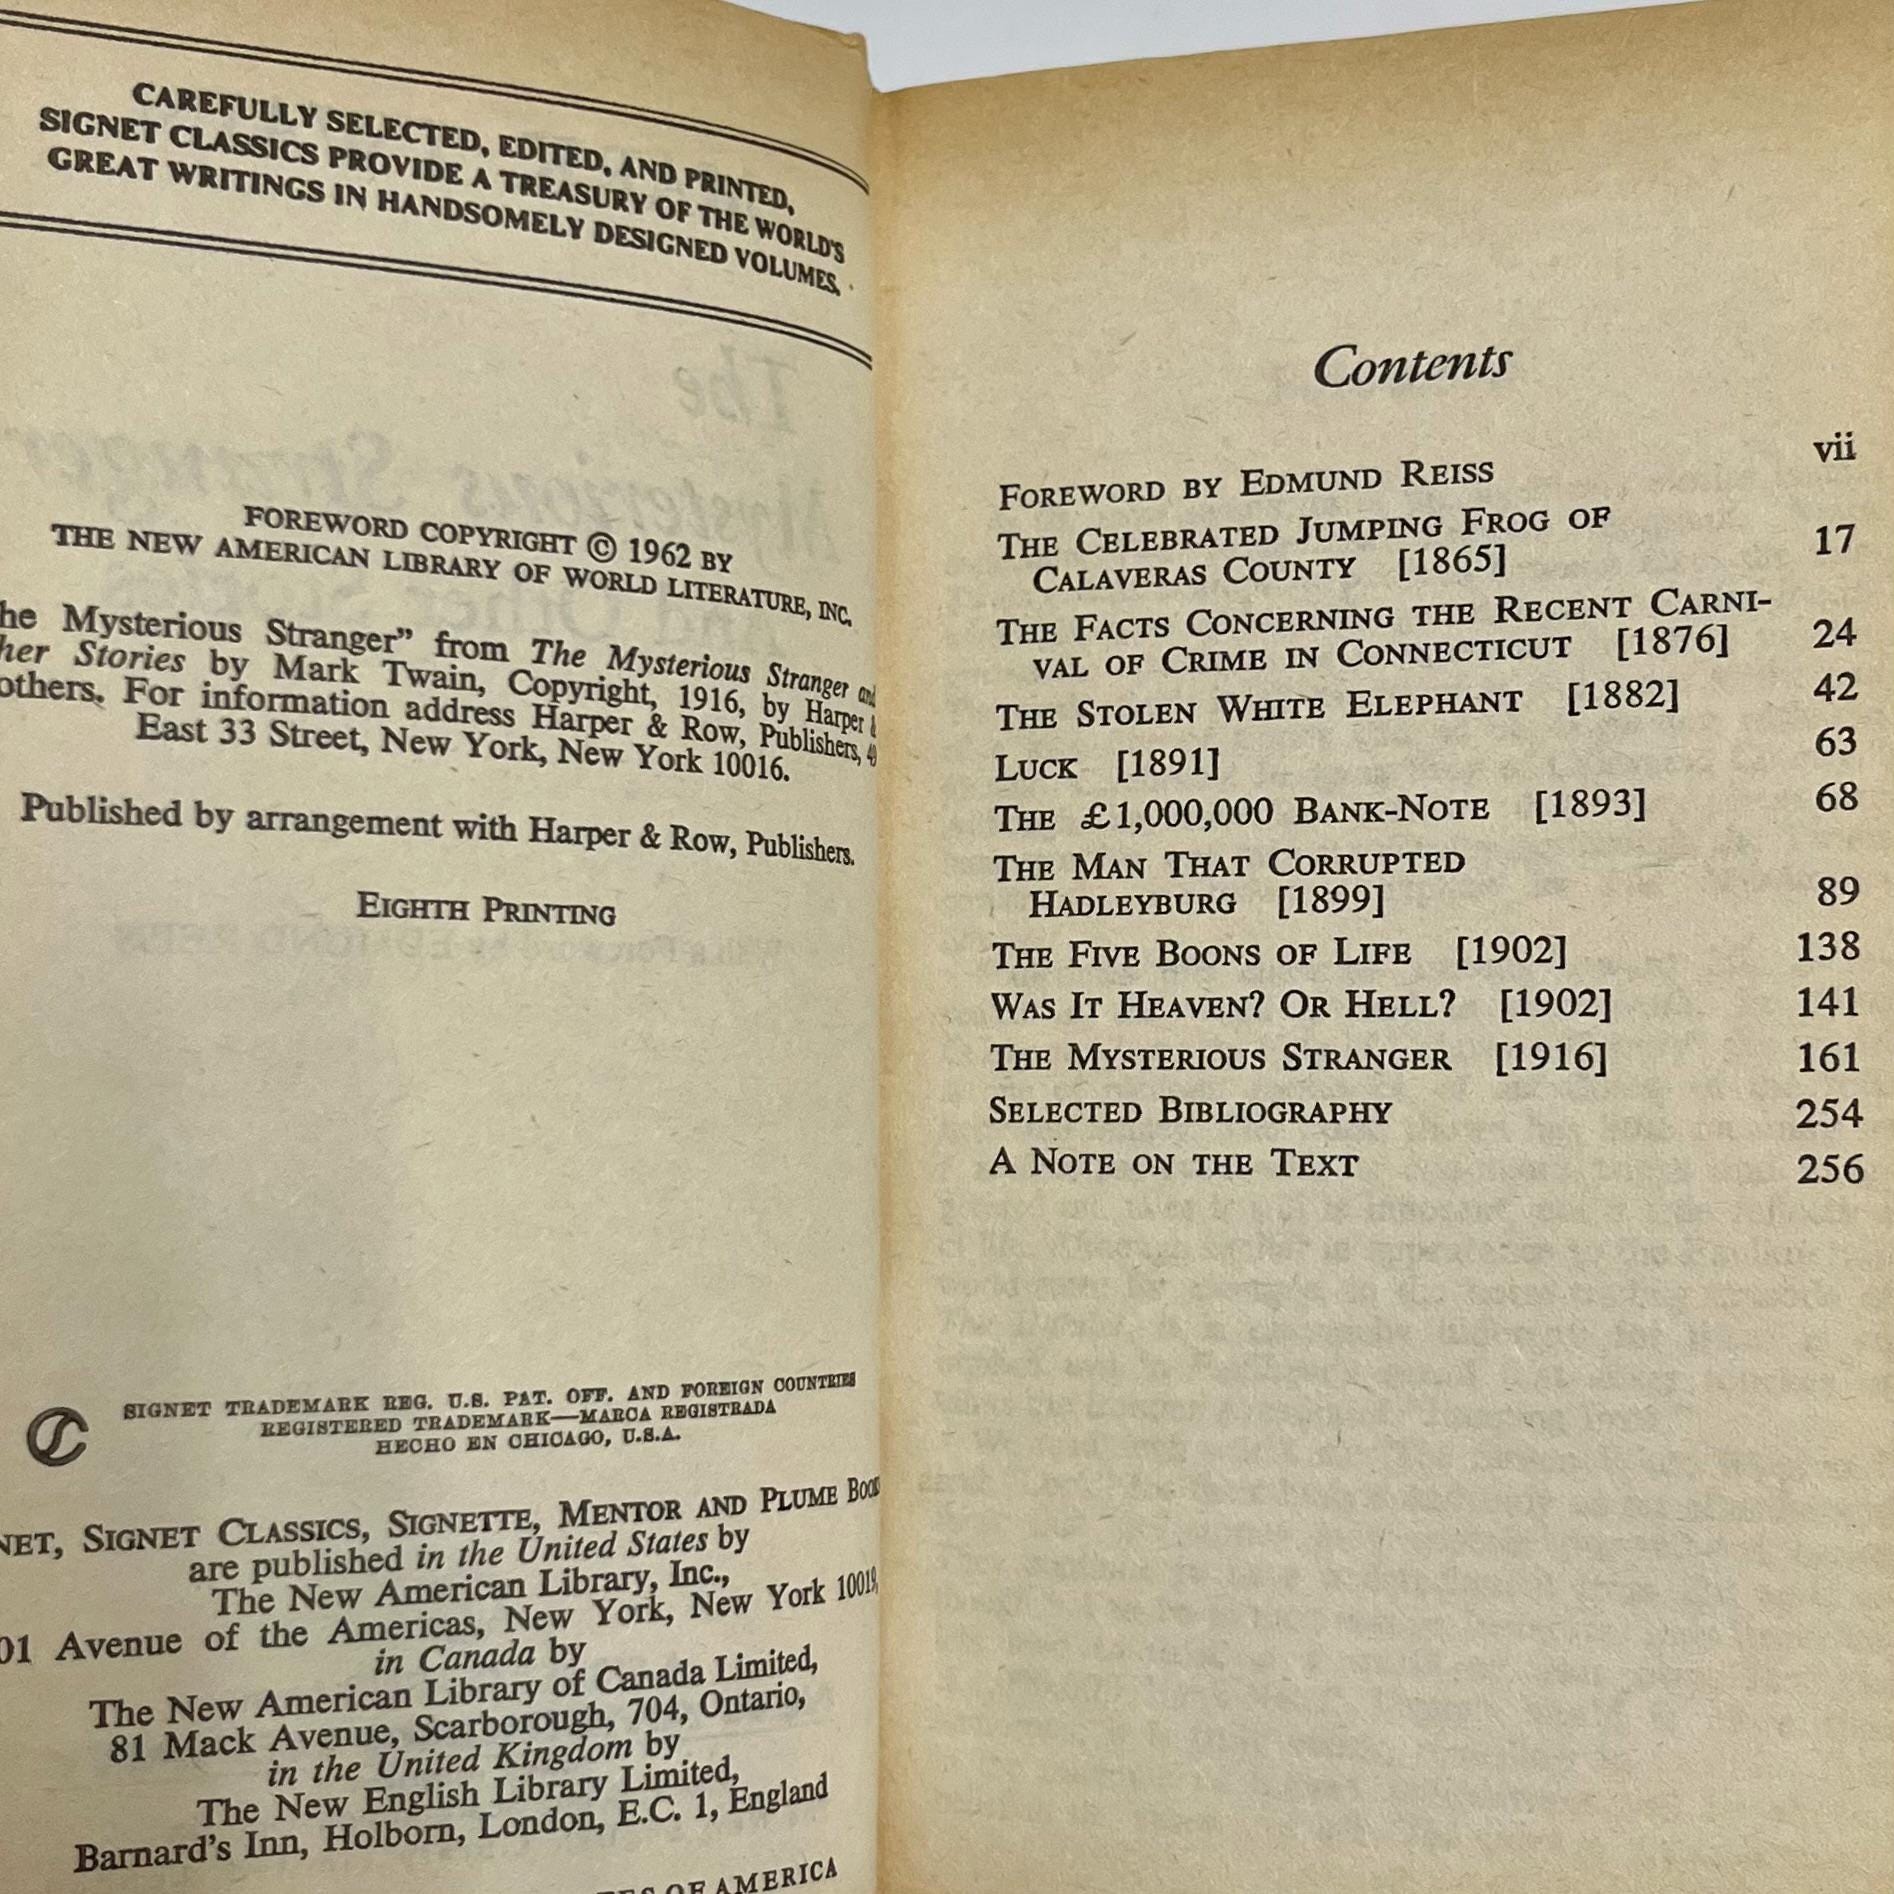 CAREFULLY SELECTED, EDITED, AND PRINTED,
SIGNET CLASSICS PROVIDE A TREASURY OF THE WORLD'S
GREAT WRITINGS IN HANDSOMELY DESIGNED VOLUMES.
FOREWORD COPYRIGHT © 1962 BY
THE NEW AMERICAN LIBRARY OF WORLD LITERATURE, INC.
Mysterious Stranger” from The Mysterious Stranger
Stories by Mark Twain, Copyright, 1916, by Harper &
For information address Harper & Row, Publishers, 49
East 33 Street, New York, New York 10016.
Published by arrangement with Harper & Row, Publishers.
EIGHTH PRINTING
SIGNET TRADEMARK REG. U.S. PAT. OFF. AND FOREIGN COUNTRIES
REGISTERED TRADEMARK—MARCA REGISTRADA
HECHO EN CHICAGO, U.S.A.
SIGNET CLASSICS, SIGNETTE, MENTOR AND PLUME BOOKS
are published in the United States by
The New American Library, Inc.,
01 Avenue of the Americas, New York, New York 10019,
in Canada by
The New American Library of Canada Limited,
81 Mack Avenue, Scarborough, 704, Ontario,
in the United Kingdom by
The New English Library Limited,
Barnard's Inn, Holborn, London, E.C. 1, England
OF AMERICA
Contents
FOREWORD BY EDMUND REISS vii
THE CELEBRATED JUMPING FROG OF
CALAVERAS COUNTY [1865] 17
THE FACTS CONCERNING THE RECENT CARNI-
VAL OF CRIME IN CONNECTICUT [1876] 24
THE STOLEN WHITE ELEPHANT [1882] 42
LUCK [1891] 63
THE £1,000,000 BANK-NOTE [1893] 68
THE MAN THAT CORRUPTED
HADLEYBURG [1899] 89
THE FIVE BOONS OF LIFE [1902] 138
WAS IT HEAVEN? OR HELL? [1902] 141
THE MYSTERIOUS STRANGER [1916] 161
SELECTED BIBLIOGRAPHY 254
A NOTE ON THE TEXT 256